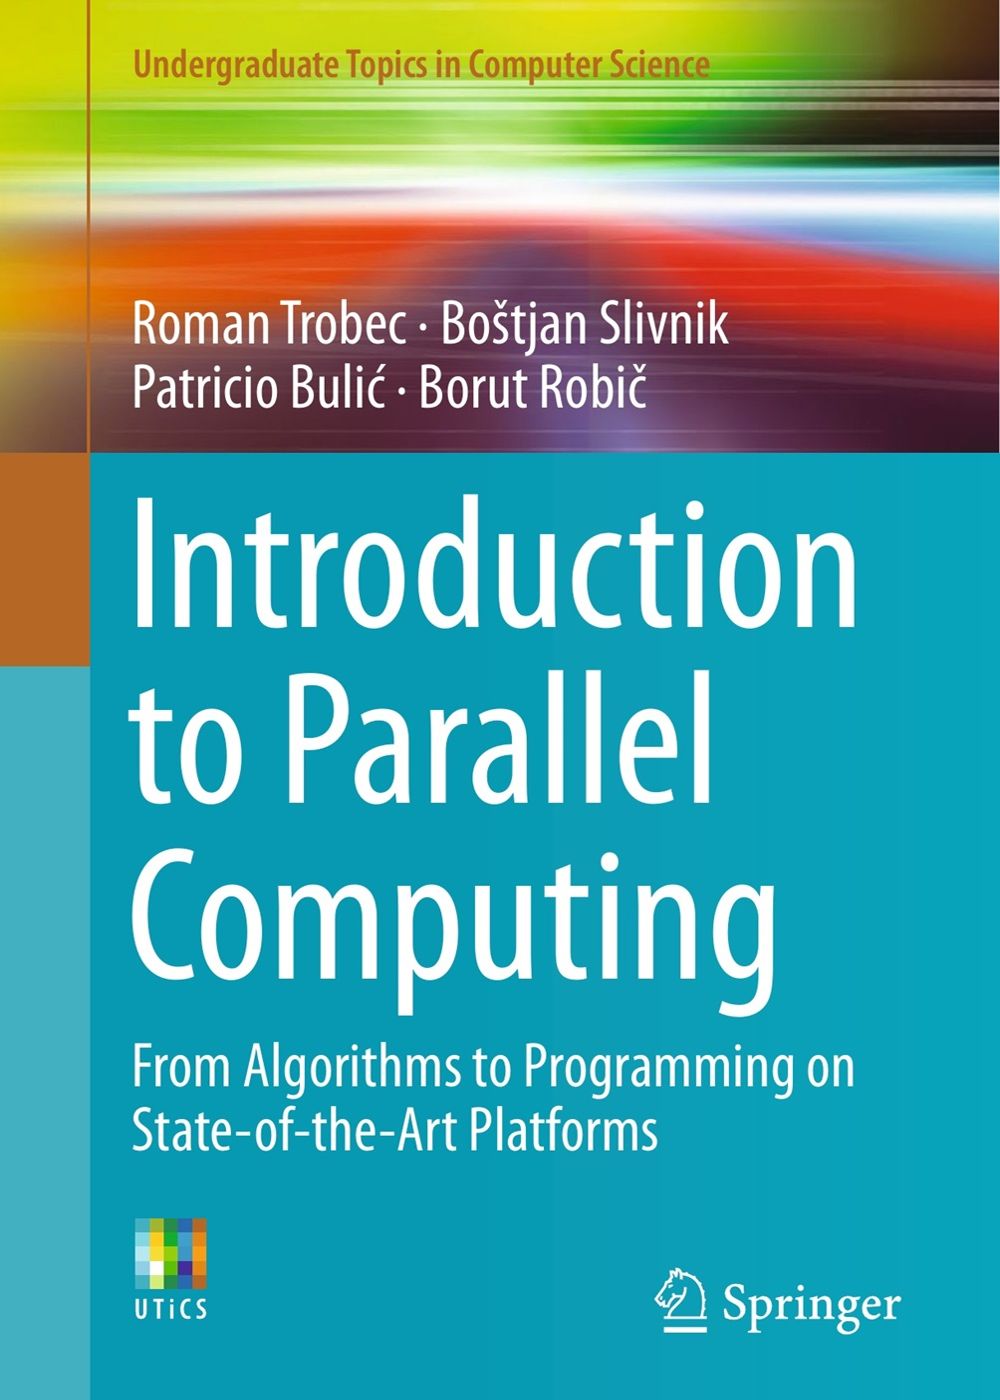 Undergraduate Topics in Computer Science
Roman Trobec · Boštjan Slivnik
Patricio Bulić · Borut Robič
Introduction
to Parallel
Computing
From Algorithms to Programming on
State-of-the-Art Platforms
UTiCS
Springer